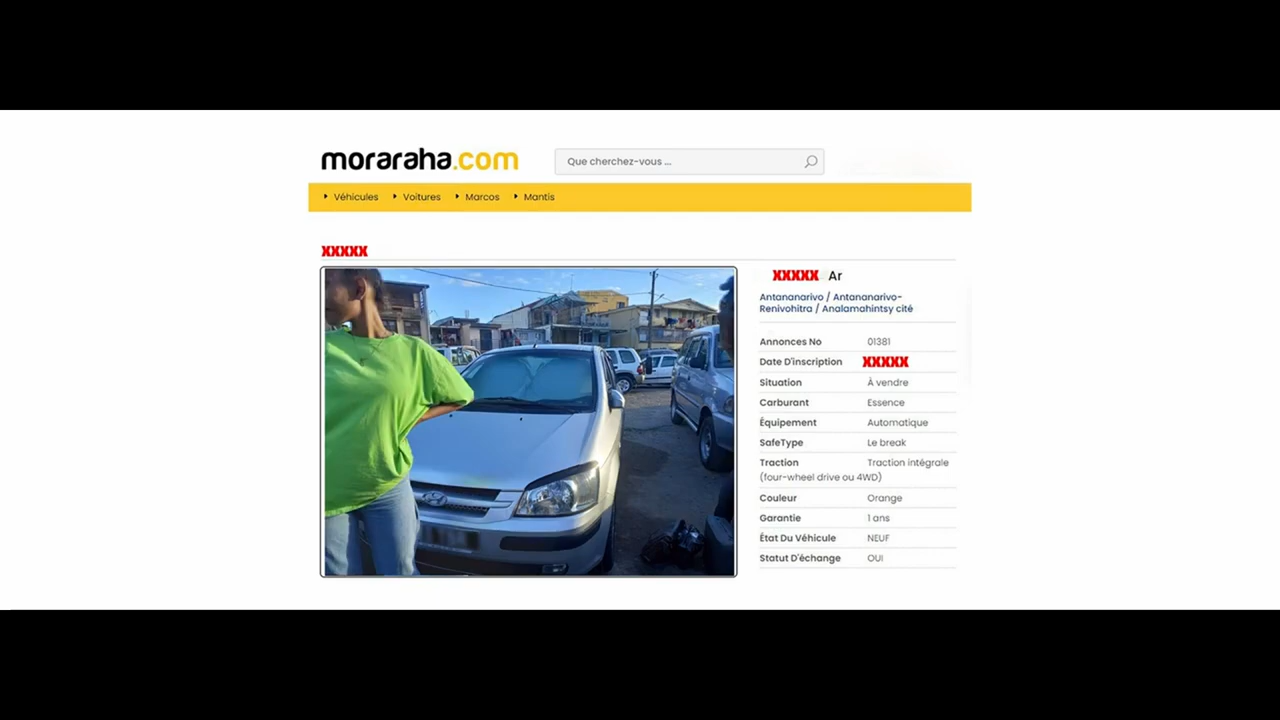 moraraha.com
Que cherchez-vous ...
Véhicules Voitures Marcos Mantis
XXXXX
XXXXX Ar
Antananarivo / Antananarivo-
Renivohitra / Analamahintsy cité
Annonces No 01381
Date D'inscription XXXXX
Situation À vendre
Carburant Essence
Équipement Automatique
SafeType Le break
Traction Traction intégrale
(four-wheel drive ou 4WD)
Couleur Orange
Garantie 1 ans
État Du Véhicule NEUF
Statut D'échange OUI